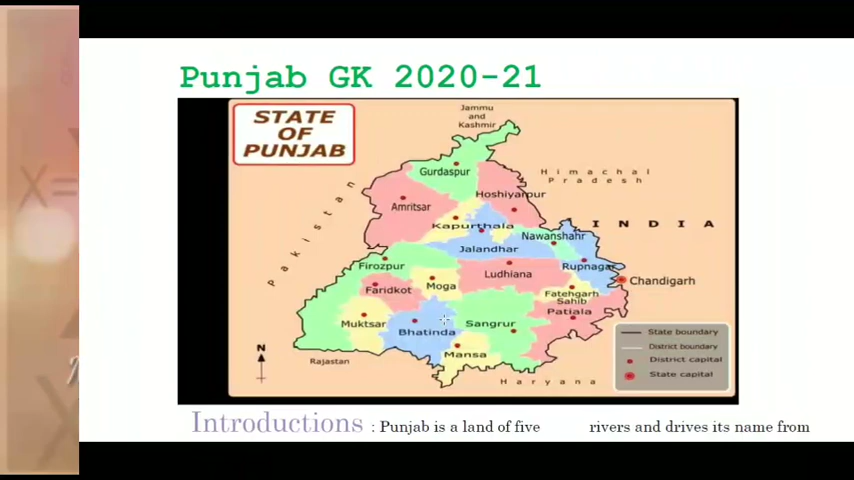 Punjab GK 2020-21
STATE
OF
PUNJAB
Jammu
and
Kashmir
Himachal
Pradesh
Gurdaspur
Hoshiyarpur
Amritsar
Pakistan
INDIA
Kapurthala
Nawanshahr
Jalandhar
Firozpur
Ludhiana
Rupnagar
Chandigarh
Faridkot
Moga
Fatehgarh
Sahib
Patiala
Muktsar
Bhatinda
Sangrur
Mansa
Rajastan
Haryana
N
State boundary
District boundary
District capital
State capital
Introductions : Punjab is a land of five rivers and drives its name from
X=